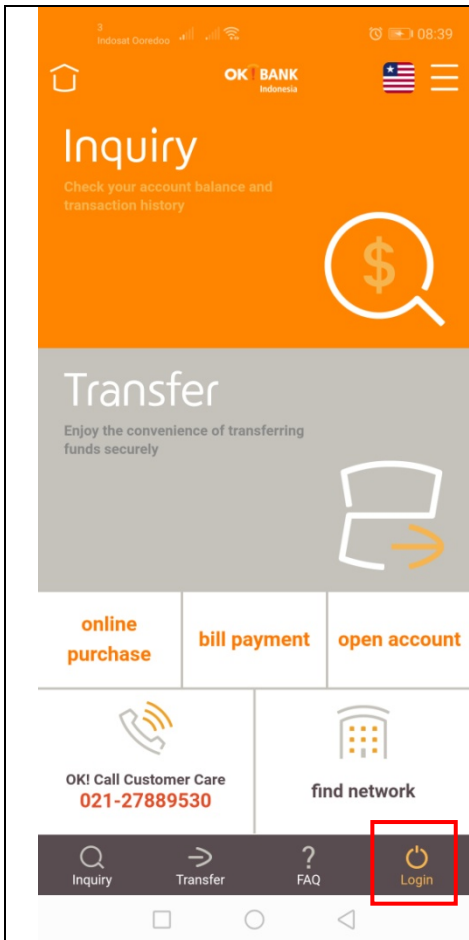 3
Indosat Ooredoo
08:39
OK! BANK
Indonesia
Inquiry
Check your account balance and
transaction history
$
Transfer
Enjoy the convenience of transferring
funds securely
online
purchase
bill payment
open account
OK! Call Customer Care
021-27889530
find network
?
Inquiry
Transfer
FAQ
Login